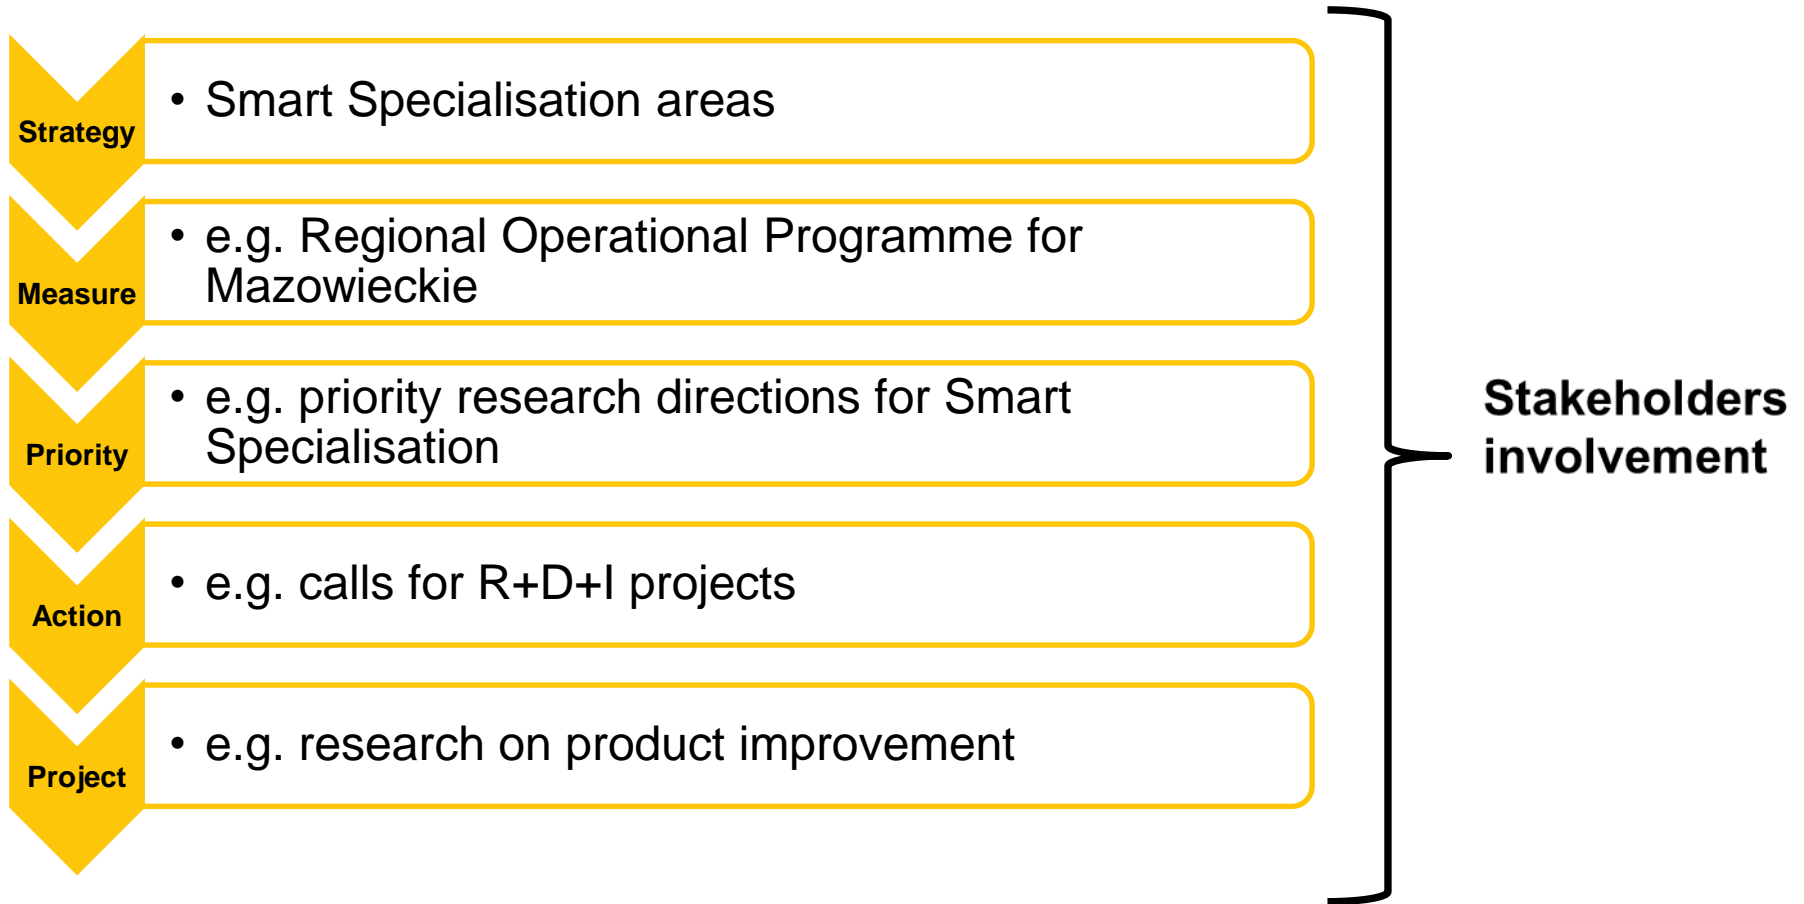 Strategy
• Smart Specialisation areas
Measure
• e.g. Regional Operational Programme for
Mazowieckie
Priority
• e.g. priority research directions for Smart
Specialisation
Action
• e.g. calls for R+D+I projects
Project
• e.g. research on product improvement
Stakeholders
involvement